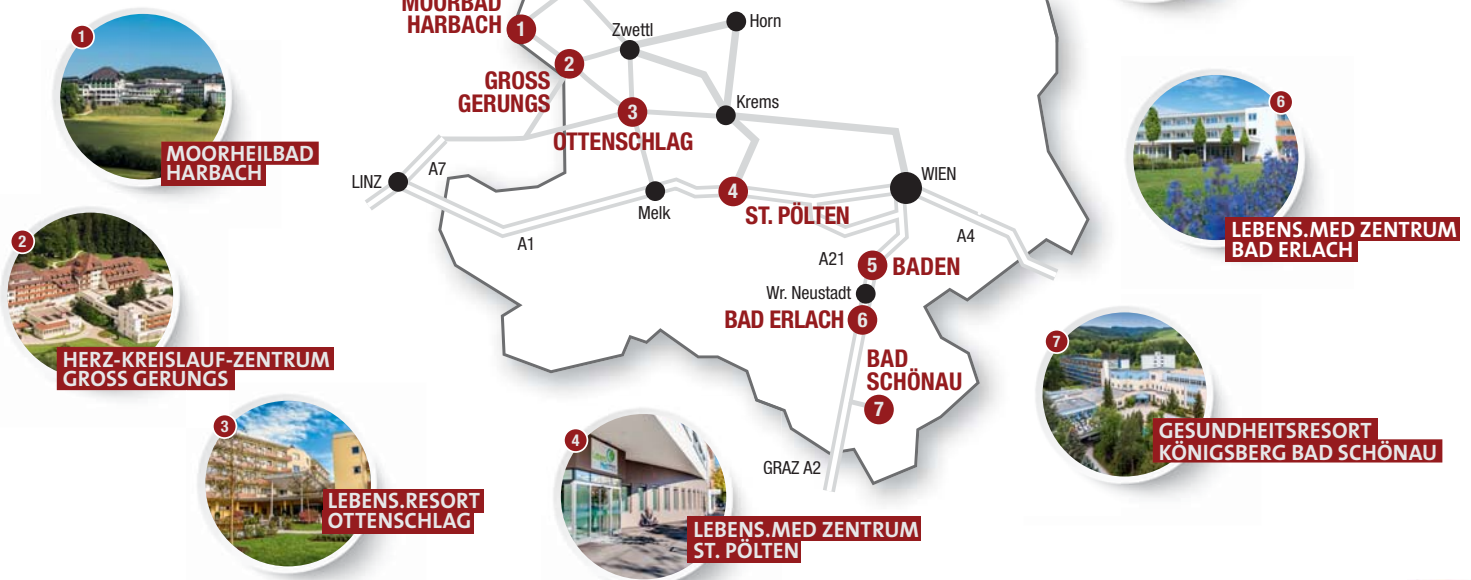 MOORBAD
HARBACH
1
Zwettl
Horn
2
GROSS
GERUNGS
3
OTTENSCHLAG
Krems
LINZ
A7
A1
Melk
4
ST. PÖLTEN
WIEN
A4
A21
5
BADEN
Wr. Neustadt
BAD ERLACH
6
BAD
SCHÖNAU
7
GRAZ A2
1
MOORHEILBAD
HARBACH
2
HERZ-KREISLAUF-ZENTRUM
GROSS GERUNGS
3
LEBENS.RESORT
OTTENSCHLAG
4
LEBENS.MED ZENTRUM
ST. PÖLTEN
6
LEBENS.MED ZENTRUM
BAD ERLACH
7
GESUNDHEITSRESORT
KÖNIGSBERG BAD SCHÖNAU